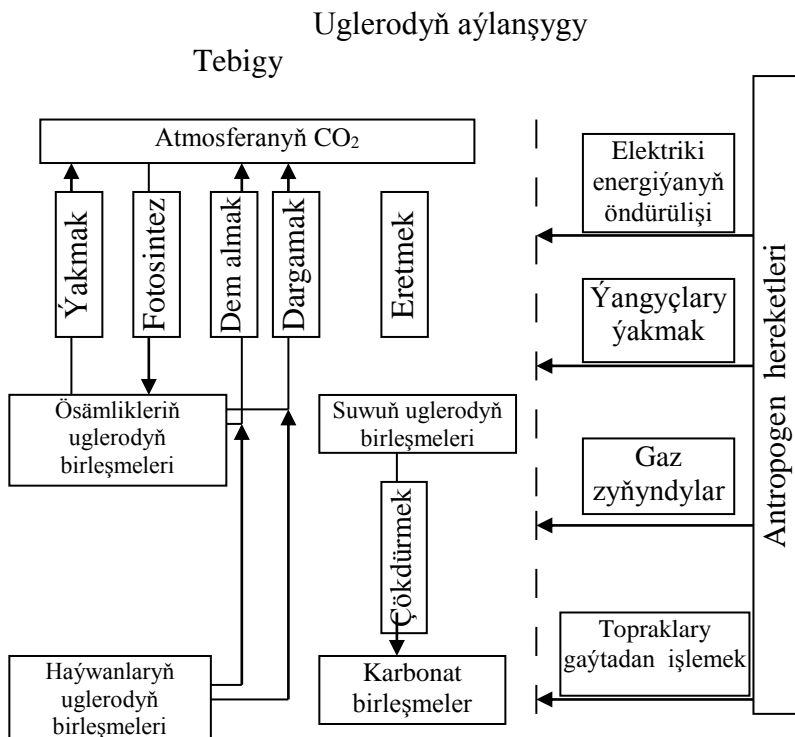 Uglerodyň aýlanşygy
Tebigy
Atmosferanyň CO₂
Ýakmak
Fotosintez
Dem almak
Dargamak
Eretmek
Ösämlikleriň
uglerodyň
birleşmeleri
Suwuň uglerodyň
birleşmeleri
Çökdürmek
Haýwanlaryň
uglerodyň
birleşmeleri
Karbonat
birleşmeler
Elektriki
energiýanyň
öndürülişi
Ýangyçlary
ýakmak
Gaz
zyňyndylar
Topraklary
gaýtadan işlemek
Antropogen hereketleri